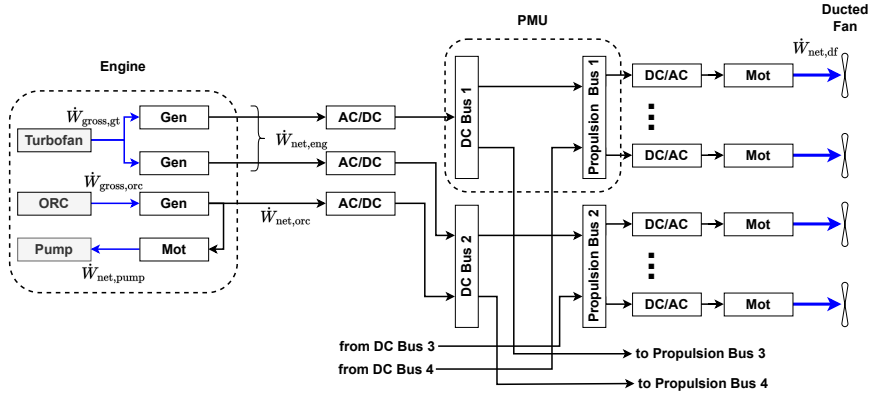 PMU
Ducted
Fan
Engine
Ẇnet,df
Ẇgross,gt
Turbofan
Gen
Gen
Ẇnet,eng
AC/DC
AC/DC
DC Bus 1
Propulsion Bus 1
DC/AC
Mot
DC/AC
Mot
Ẇgross,orc
ORC
Gen
Ẇnet,orc
AC/DC
Pump
Mot
Ẇnet,pump
DC Bus 2
Propulsion Bus 2
DC/AC
Mot
DC/AC
Mot
from DC Bus 3
to Propulsion Bus 3
from DC Bus 4
to Propulsion Bus 4